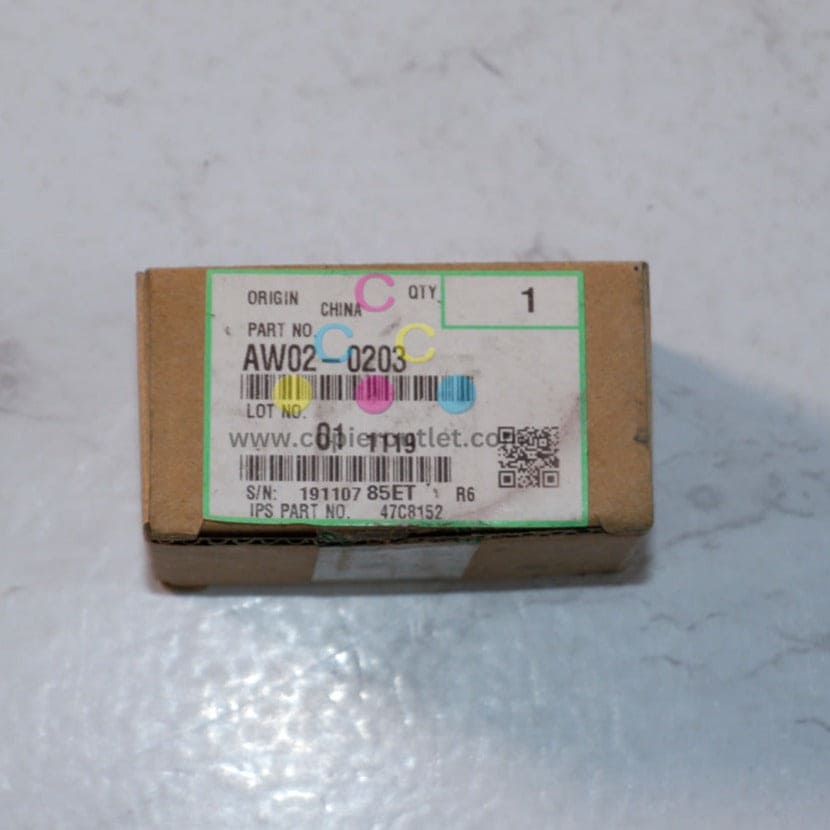 ORIGIN CHINA QTY. 1
PART NO.
AW02-0203
LOT NO.
01 1119
www.copieroutlet.com
S/N: 191107 85ET R6
IPS PART NO. 47C8152
C
C C